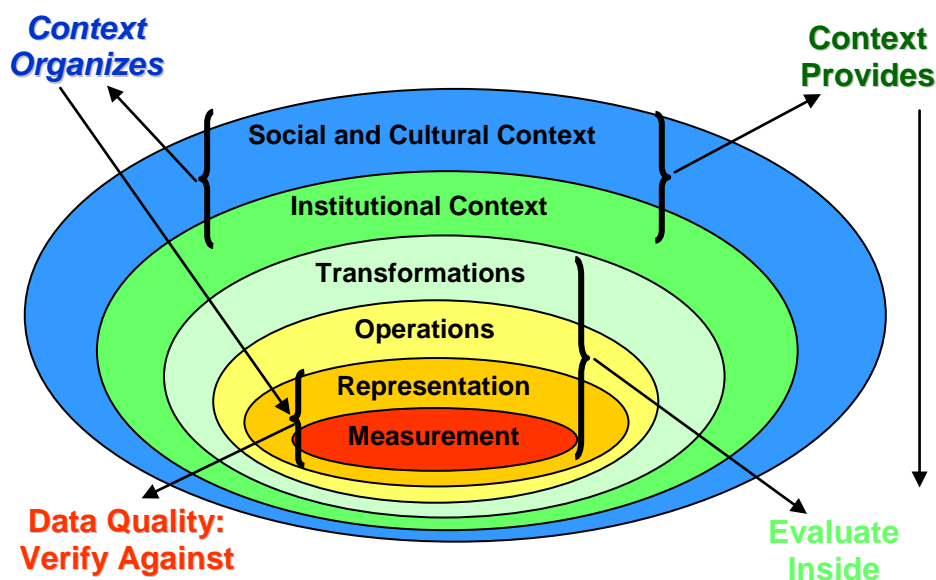 Context
Organizes
Context
Provides
Social and Cultural Context
Institutional Context
Transformations
Operations
Representation
Measurement
Data Quality:
Verify Against
Evaluate
Inside